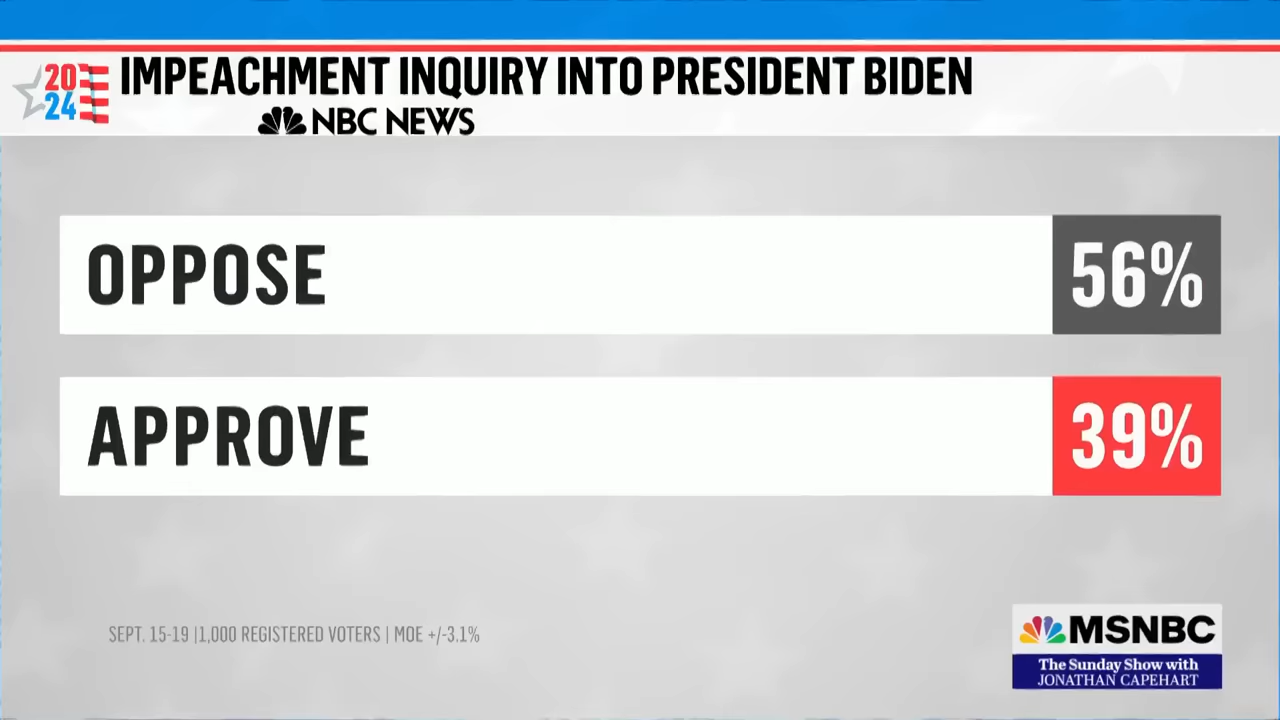 2024
IMPEACHMENT INQUIRY INTO PRESIDENT BIDEN
NBC NEWS
OPPOSE 56%
APPROVE 39%
SEPT. 15-19 |1,000 REGISTERED VOTERS | MOE +/-3.1%
MSNBC
The Sunday Show with
JONATHAN CAPEHART